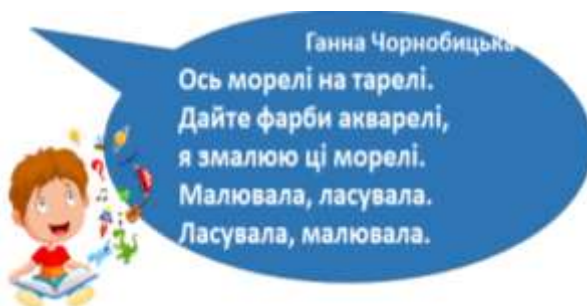 Ганна Чорнобицька
Ось морелі на тарелі.
Дайте фарби акварелі,
я змалюю ці морелі.
Малювала, ласувала.
Ласувала, малювала.